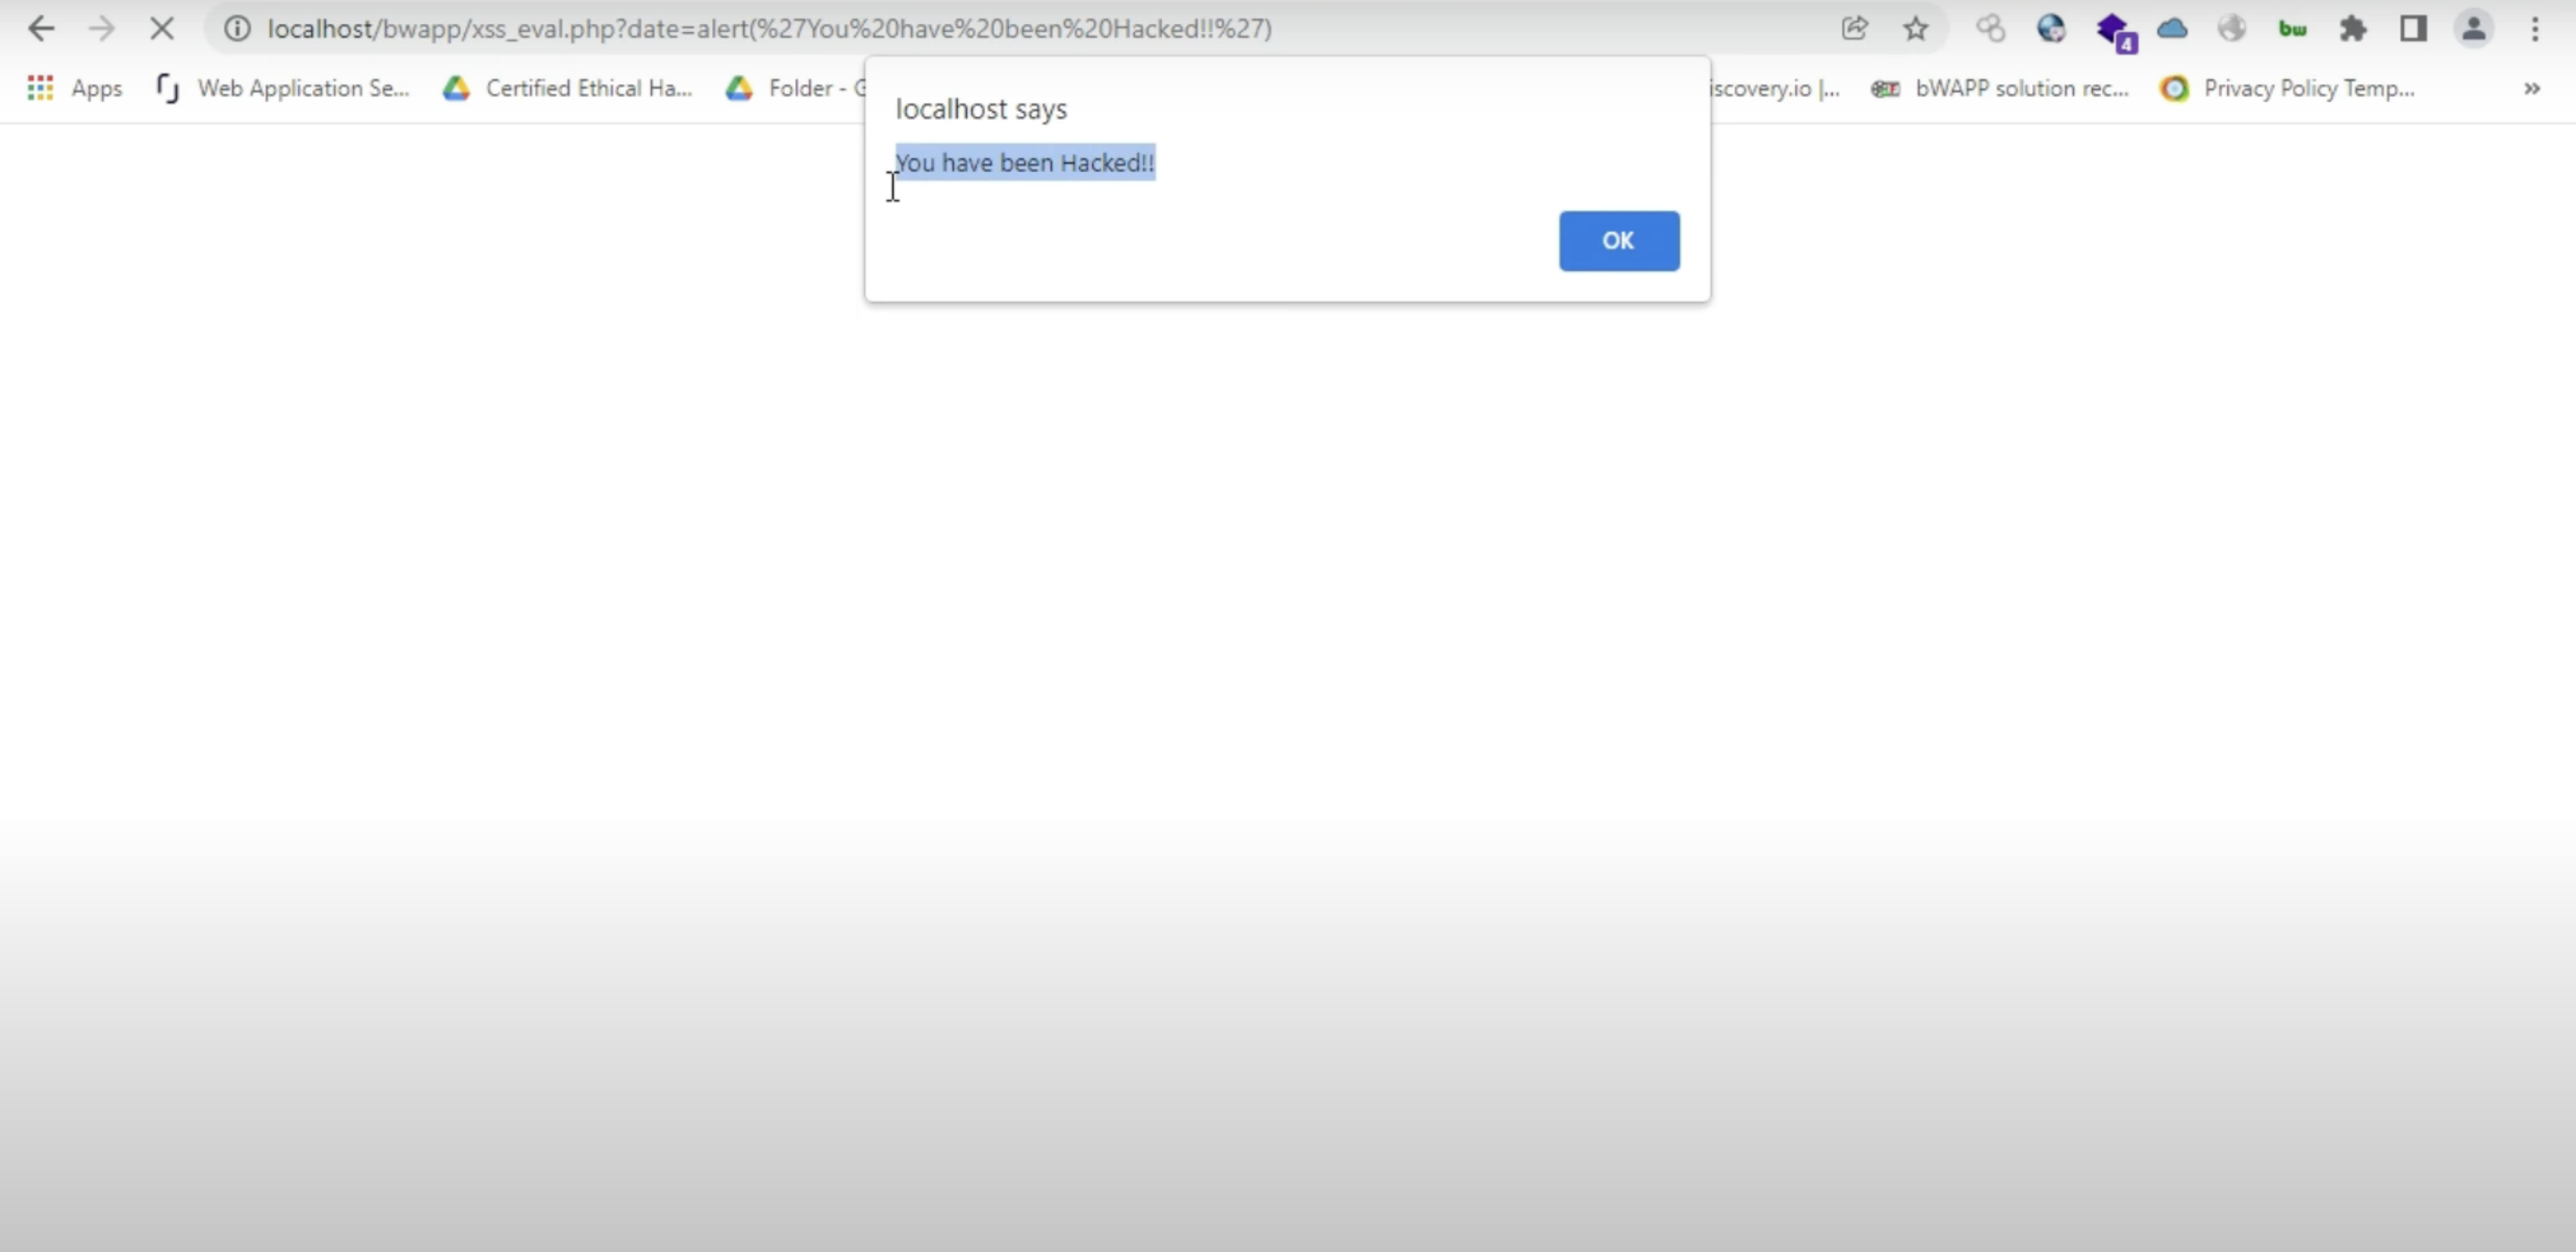 localhost/bwapp/xss_eval.php?date=alert(%27You%20have%20been%20Hacked!!%27)
4
bw
Apps
Web Application Se...
Certified Ethical Ha...
Folder - G
iscovery.io |...
bWAPP solution rec...
Privacy Policy Temp...
»
localhost says
You have been Hacked!!
OK